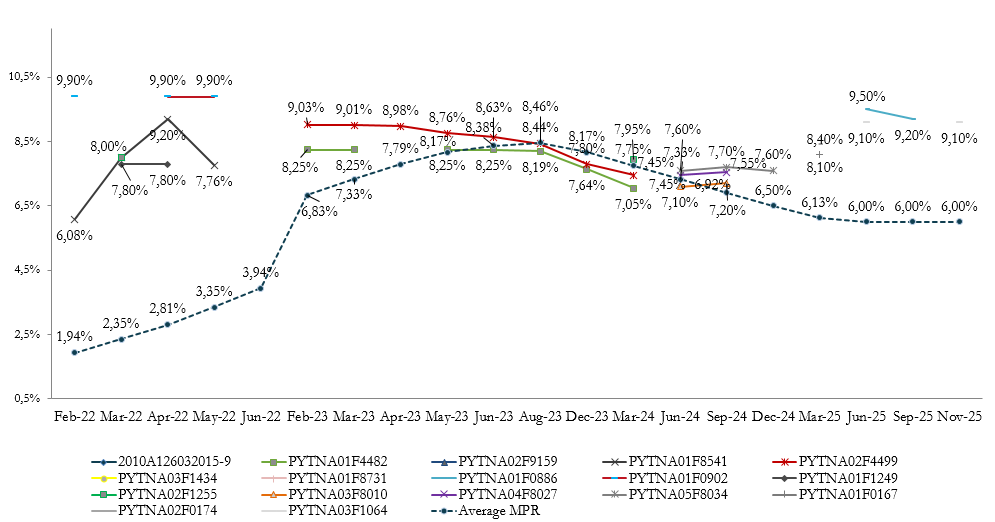 10,5%
9,90% 9,90% 9,90%
9,50%
9,03% 9,01% 8,98% 8,76% 8,63% 8,46%
9,20% 8,38% 8,44% 8,17% 7,95% 7,60% 9,10% 9,20% 9,10%
8,5%
8,00% 8,17% 7,80% 7,75% 7,33% 8,40%
7,79% 7,45% 7,70% 7,55% 7,60%
8,25% 8,25% 8,25% 8,25% 8,19% 8,10%
7,80% 7,80% 7,76% 7,33% 7,64% 7,45% 6,92%
7,05% 7,10% 7,20% 6,50% 6,13% 6,00% 6,00% 6,00%
6,5%
6,08% 6,83%
4,5%
3,94%
3,35%
2,81%
2,5%
1,94% 2,35%
0,5%
Feb-22 Mar-22 Apr-22 May-22 Jun-22 Feb-23 Mar-23 Apr-23 May-23 Jun-23 Aug-23 Dec-23 Mar-24 Jun-24 Sep-24 Dec-24 Mar-25 Jun-25 Sep-25 Nov-25
2010A126032015-9 PYTNA01F4482 PYTNA02F9159 PYTNA01F8541 PYTNA02F4499
PYTNA03F1434 PYTNA01F8731 PYTNA01F0886 PYTNA01F0902 PYTNA01F1249
PYTNA02F1255 PYTNA03F8010 PYTNA04F8027 PYTNA05F8034 PYTNA01F0167
PYTNA02F0174 PYTNA03F1064 Average MPR